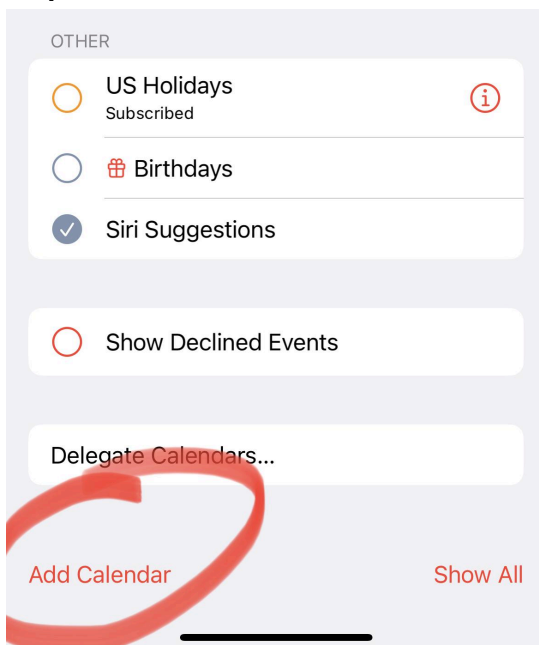 OTHER
US Holidays
Subscribed
Birthdays
Siri Suggestions
Show Declined Events
Delegate Calendars...
Add Calendar
Show All